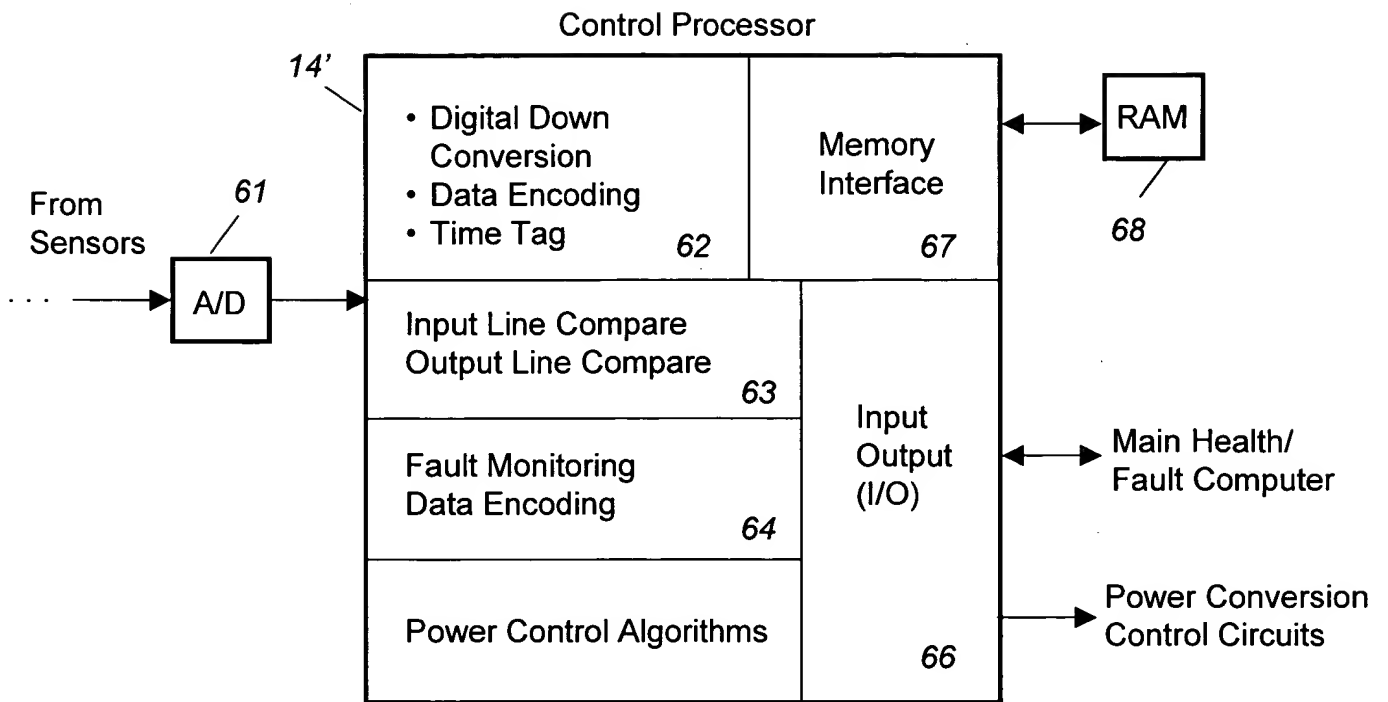 Control Processor
14'
• Digital Down
Conversion
• Data Encoding
• Time Tag
62
Memory
Interface
67
RAM
68
From
Sensors
. . .
61
A/D
Input Line Compare
Output Line Compare
63
Fault Monitoring
Data Encoding
64
Power Control Algorithms
Input
Output
(I/O)
66
Main Health/
Fault Computer
Power Conversion
Control Circuits